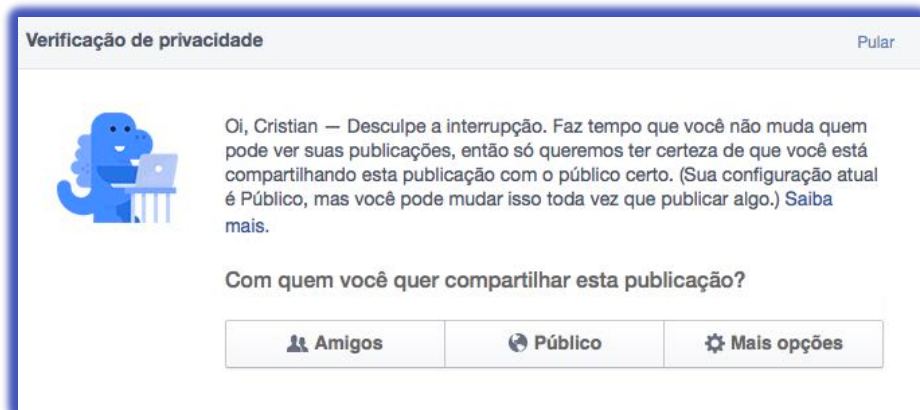 Verificação de privacidade
Pular
Oi, Cristian — Desculpe a interrupção. Faz tempo que você não muda quem
pode ver suas publicações, então só queremos ter certeza de que você está
compartilhando esta publicação com o público certo. (Sua configuração atual
é Público, mas você pode mudar isso toda vez que publicar algo.) Saiba
mais.
Com quem você quer compartilhar esta publicação?
Amigos
Público
Mais opções